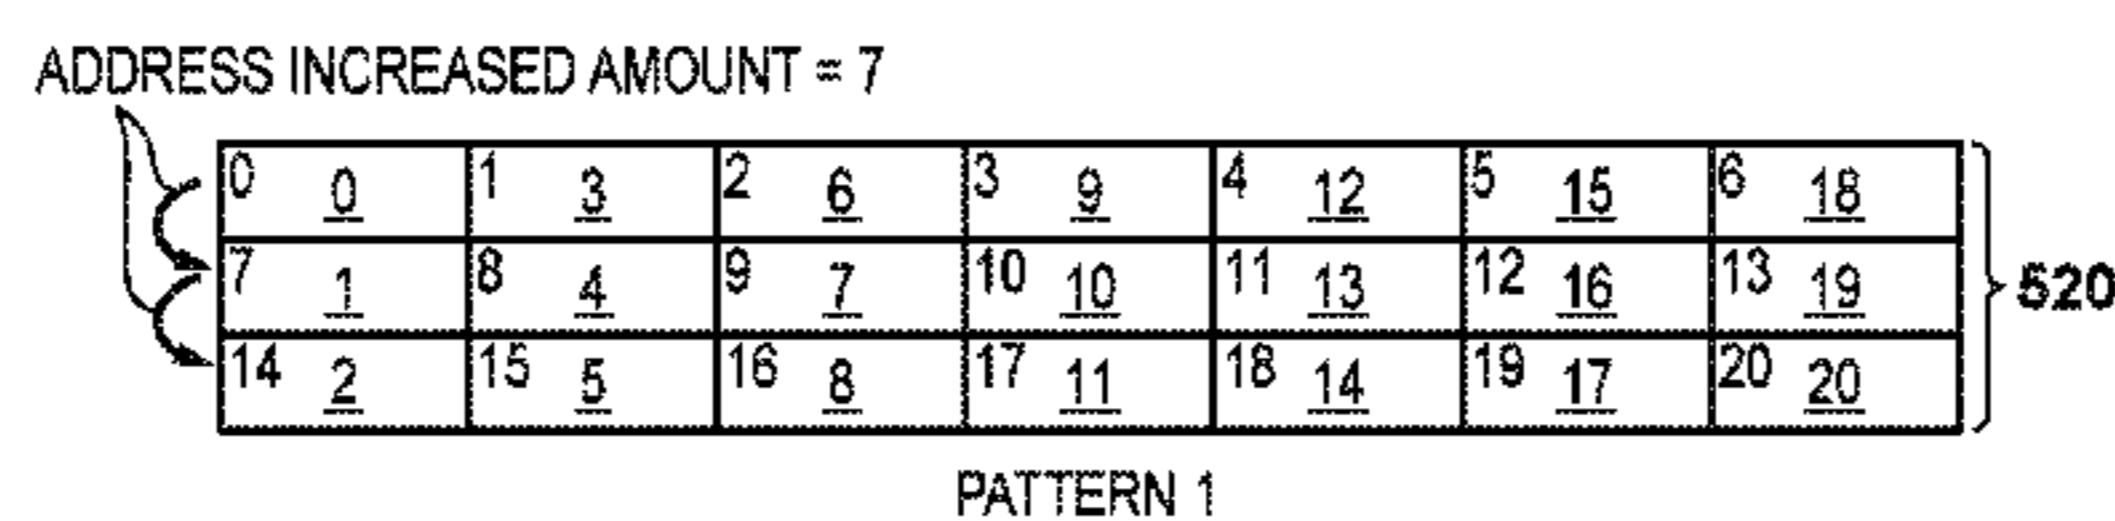 ADDRESS INCREASED AMOUNT = 7
0 0 1 3 2 6 3 9 4 12 5 15 6 18
7 1 8 4 9 7 10 10 11 13 12 16 13 19 520
14 2 15 5 16 8 17 11 18 14 19 17 20 20
PATTERN 1